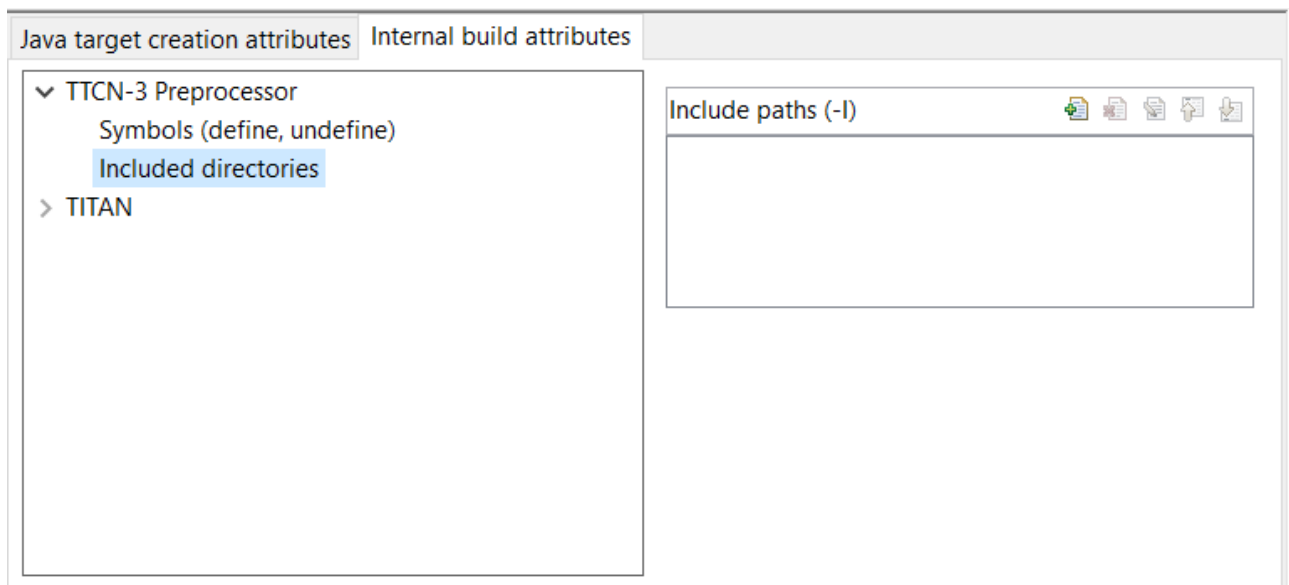 Java target creation attributes
Internal build attributes
TTCN-3 Preprocessor
Symbols (define, undefine)
Included directories
TITAN
Include paths (-I)